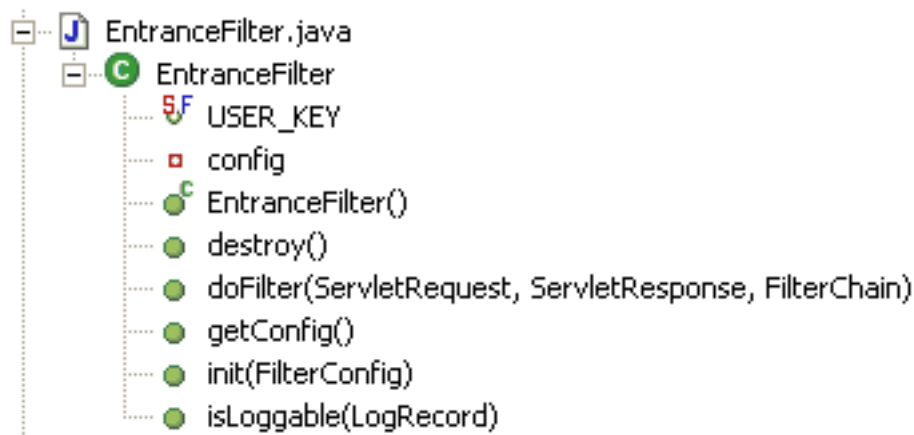 J EntranceFilter.java
C EntranceFilter
S F USER_KEY
config
C EntranceFilter()
destroy()
doFilter(ServletRequest, ServletResponse, FilterChain)
getConfig()
init(FilterConfig)
isLoggable(LogRecord)